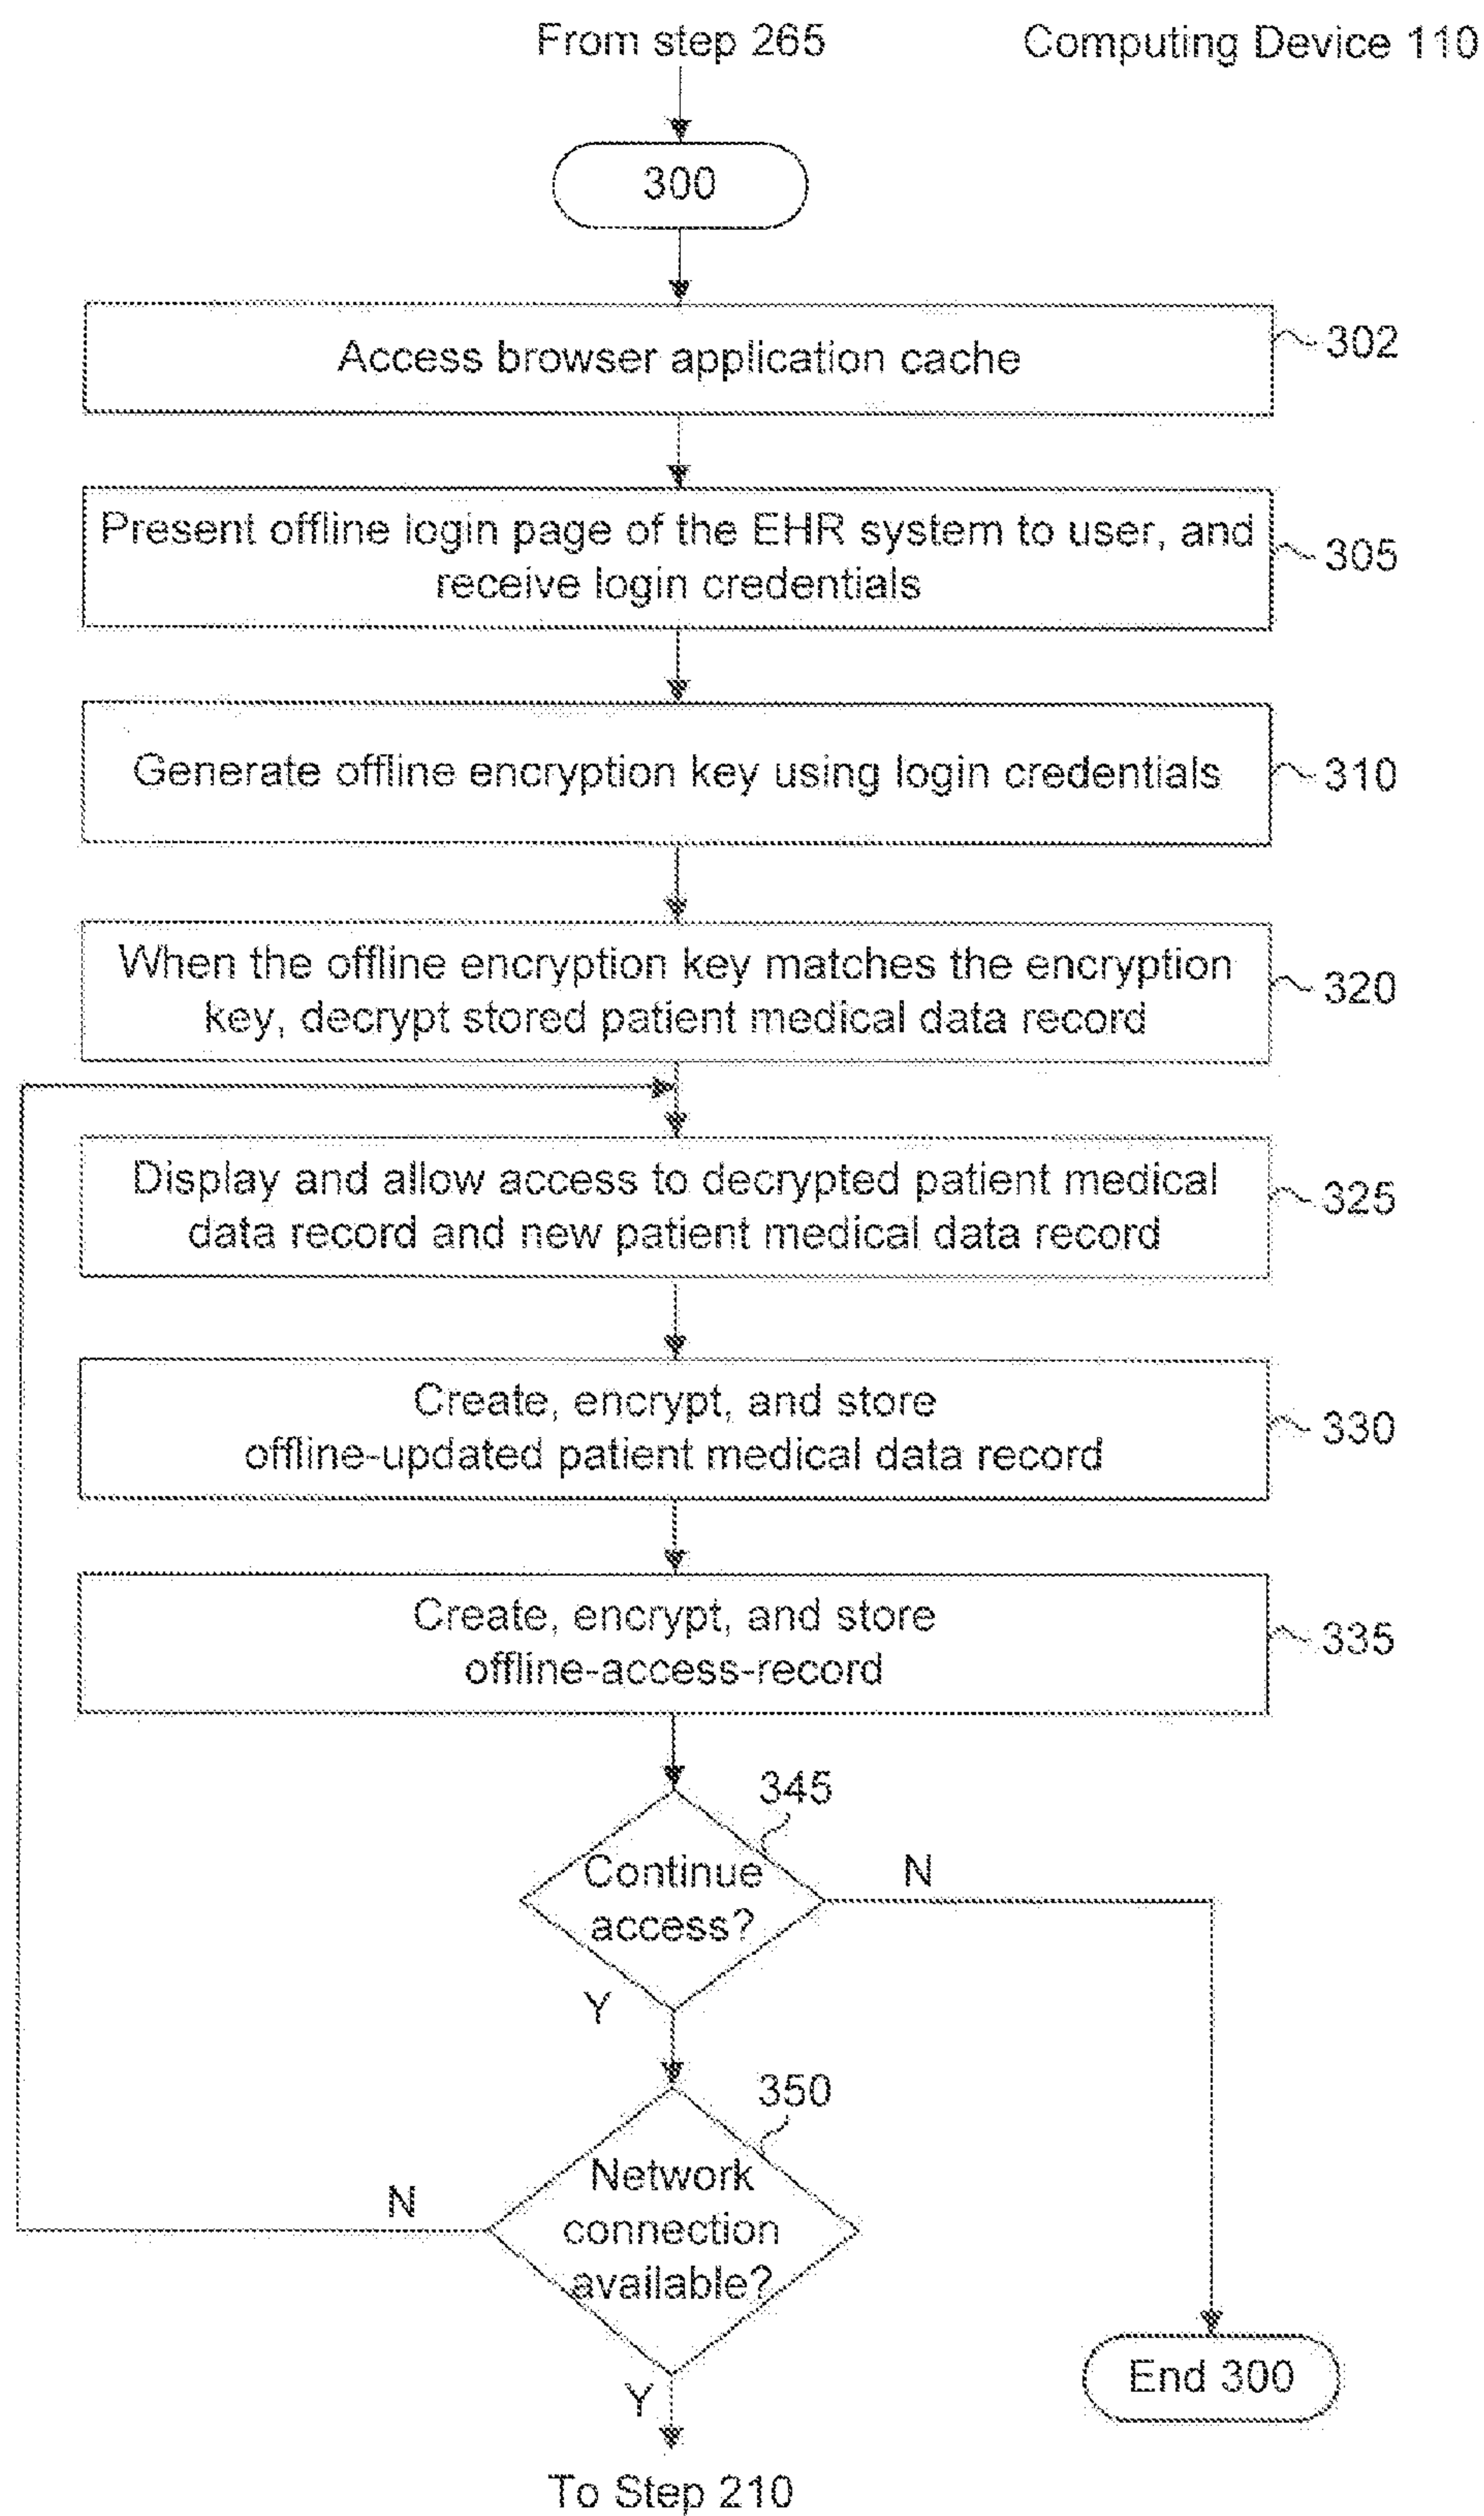 From step 265
Computing Device 110
300
Access browser application cache
302
Present offline login page of the EHR system to user, and
receive login credentials
305
Generate offline encryption key using login credentials
310
When the offline encryption key matches the encryption
key, decrypt stored patient medical data record
320
Display and allow access to decrypted patient medical
data record and new patient medical data record
325
Create, encrypt, and store
offline-updated patient medical data record
330
Create, encrypt, and store
offline-access-record
335
345
Continue
access?
N
Y
350
Network
connection
available?
N
Y
End 300
To Step 210